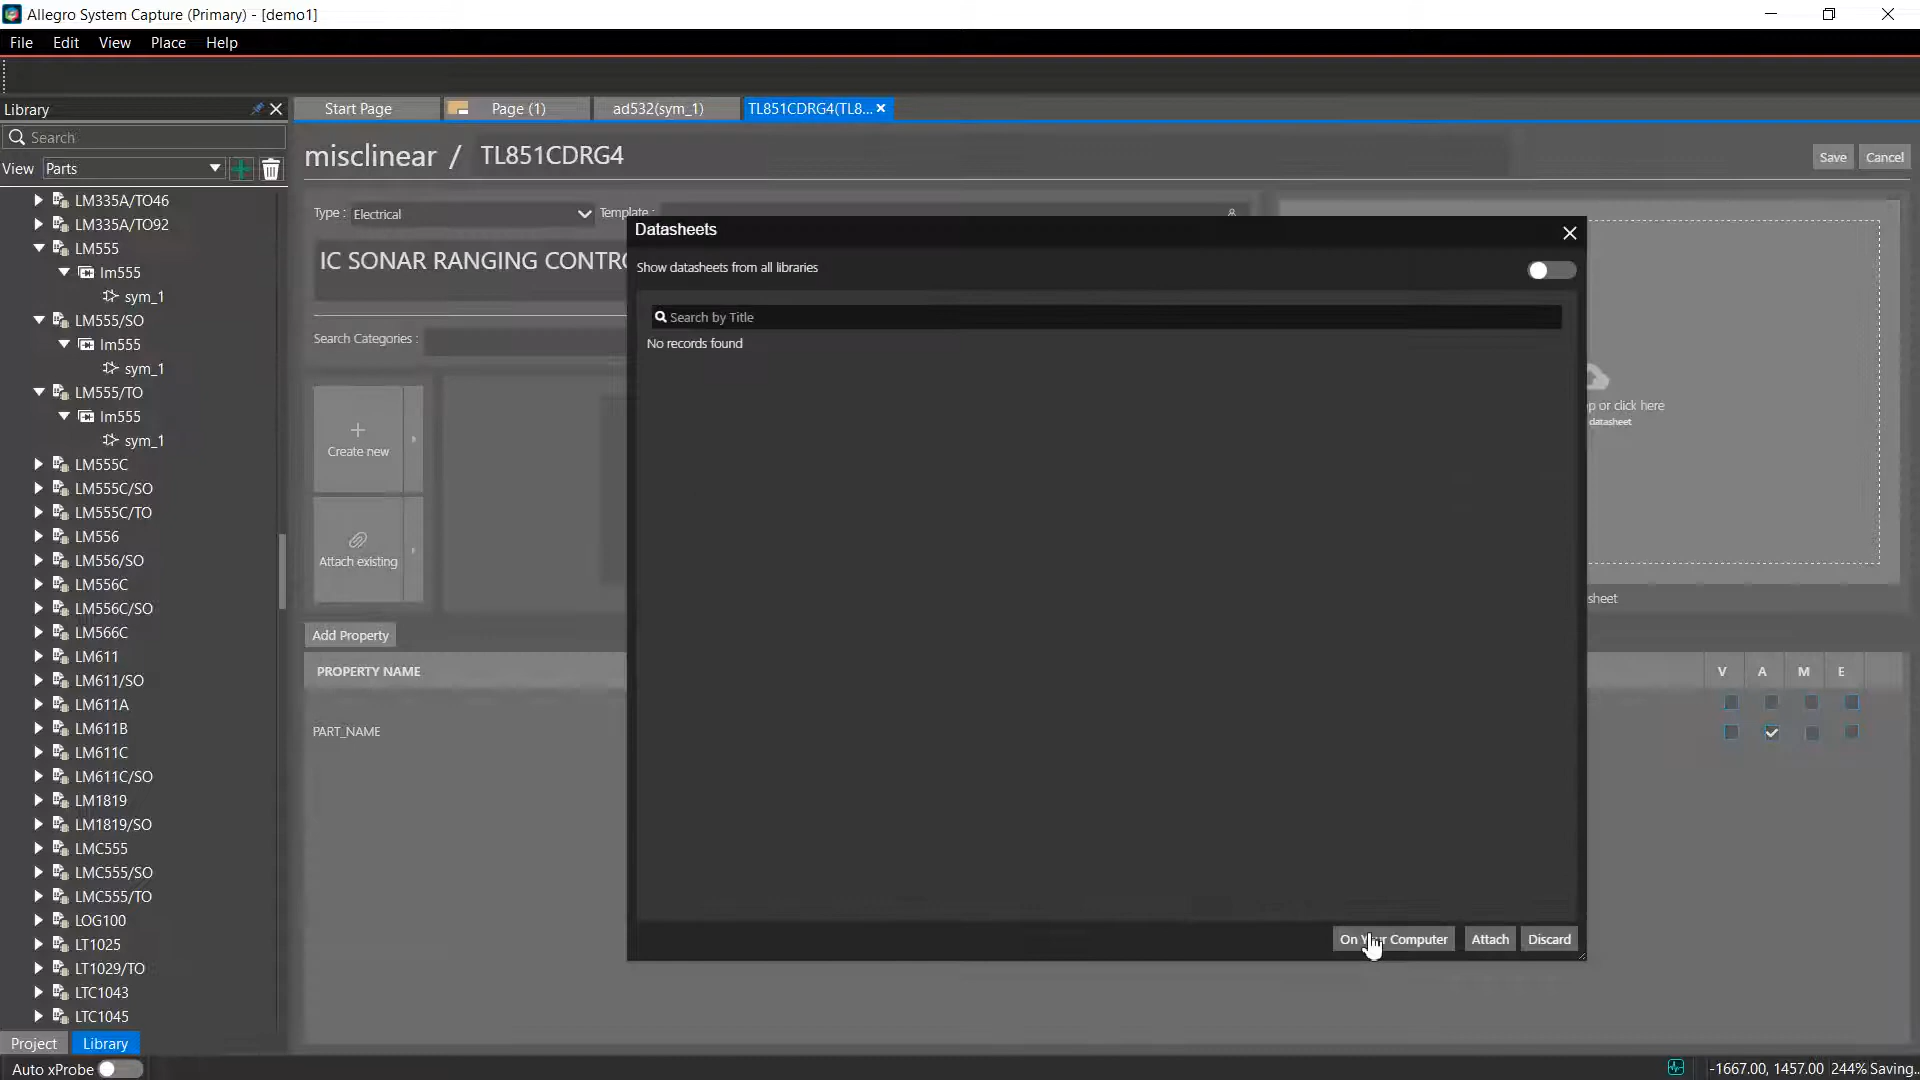 Allegro System Capture (Primary) - [demo1]
File Edit View Place Help
Library
Start Page
Page (1)
ad532(sym_1)
TL851CDRG4(TL8...
Search
View Parts
misclinear / TL851CDRG4
Save
Cancel
Type : Electrical
Template :
IC SONAR RANGING CONTRO
Search Categories :
Create new
Attach existing
Add Property
PROPERTY NAME
PART_NAME
Datasheets
Show datasheets from all libraries
Search by Title
No records found
On Your Computer
Attach
Discard
p or click here
datasheet
sheet
V A M E
LM335A/TO46
LM335A/TO92
LM555
lm555
sym_1
LM555/SO
lm555
sym_1
LM555/TO
lm555
sym_1
LM555C
LM555C/SO
LM555C/TO
LM556
LM556/SO
LM556C
LM556C/SO
LM566C
LM611
LM611/SO
LM611A
LM611B
LM611C
LM611C/SO
LM1819
LM1819/SO
LMC555
LMC555/SO
LMC555/TO
LOG100
LT1025
LT1029/TO
LTC1043
LTC1045
Project
Library
Auto xProbe
-1667.00, 1457.00 244% Saving..